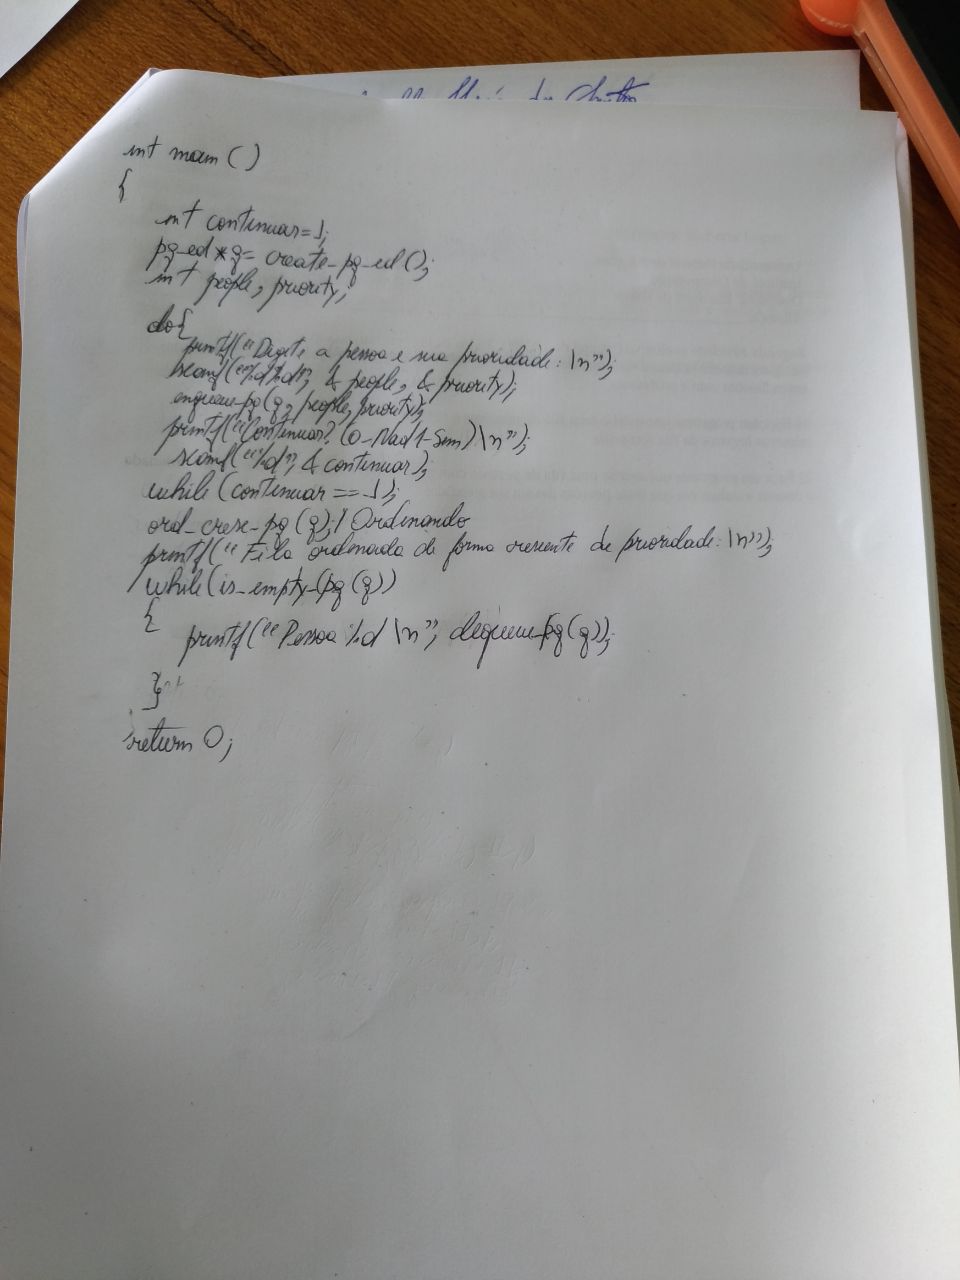 int main ()
{
int continuar=1;
pq_ed *q= create_pq_ed();
int people, priority;
do{
printf("Digite a pessoa e sua prioridade: \n");
scanf("%d%d", & people, & priority);
enqueue_pq(q, people, priority);
printf("Continuar? (0-Nao/1-Sim)\n");
scanf("%d", & continuar);
while (continuar == 1);
ord_cresc_pq (q);/ Ordenando
printf("Fila ordenada de forma crescente de prioridade: \n");
while(is_empty_(pq (q))
{
printf("Pessoa %d \n", dequeue_pq(q));
}
return 0;